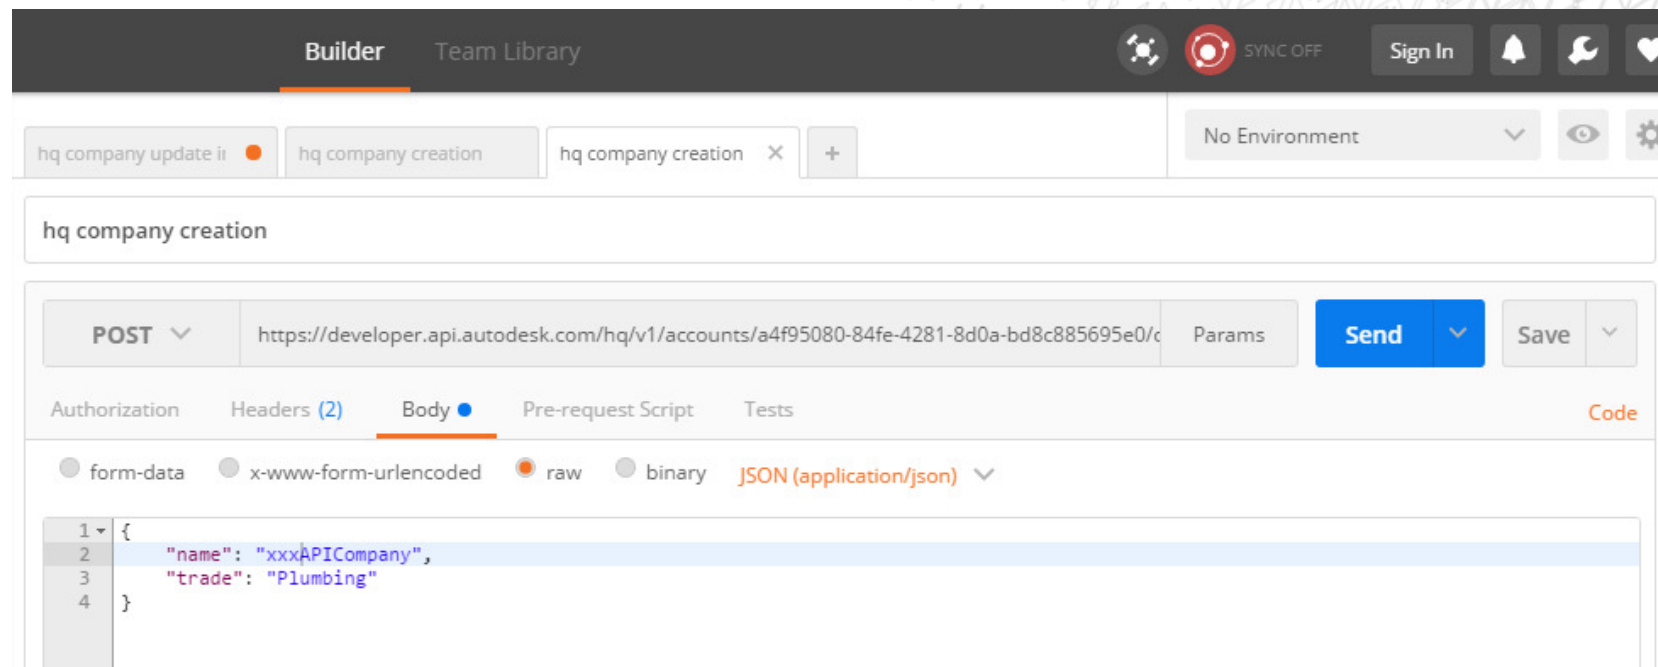 Builder Team Library SYNC OFF Sign In
hq company update ii hq company creation hq company creation × + No Environment
hq company creation
POST https://developer.api.autodesk.com/hq/v1/accounts/a4f95080-84fe-4281-8d0a-bd8c885695e0/c Params Send Save
Authorization Headers (2) Body Pre-request Script Tests Code
form-data x-www-form-urlencoded raw binary JSON (application/json)
1 {
2 "name": "xxxAPICompany",
3 "trade": "Plumbing"
4 }